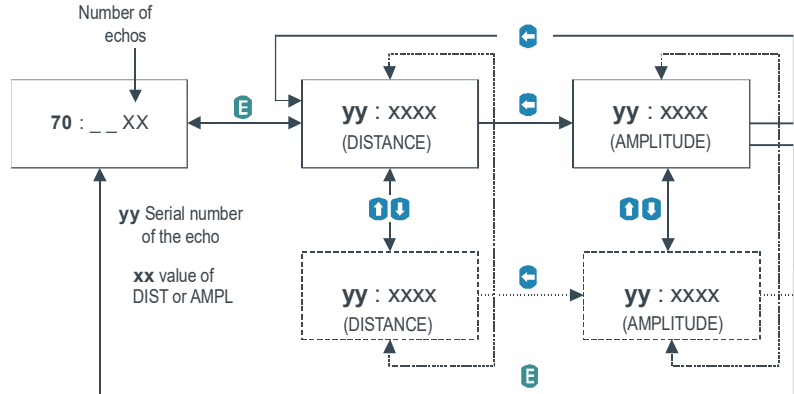 Number of
echos
E
70 : _ _ XX
yy : xxxx
(DISTANCE)
yy : xxxx
(AMPLITUDE)
yy Serial number
of the echo
xx value of
DIST or AMPL
yy : xxxx
(DISTANCE)
yy : xxxx
(AMPLITUDE)
E